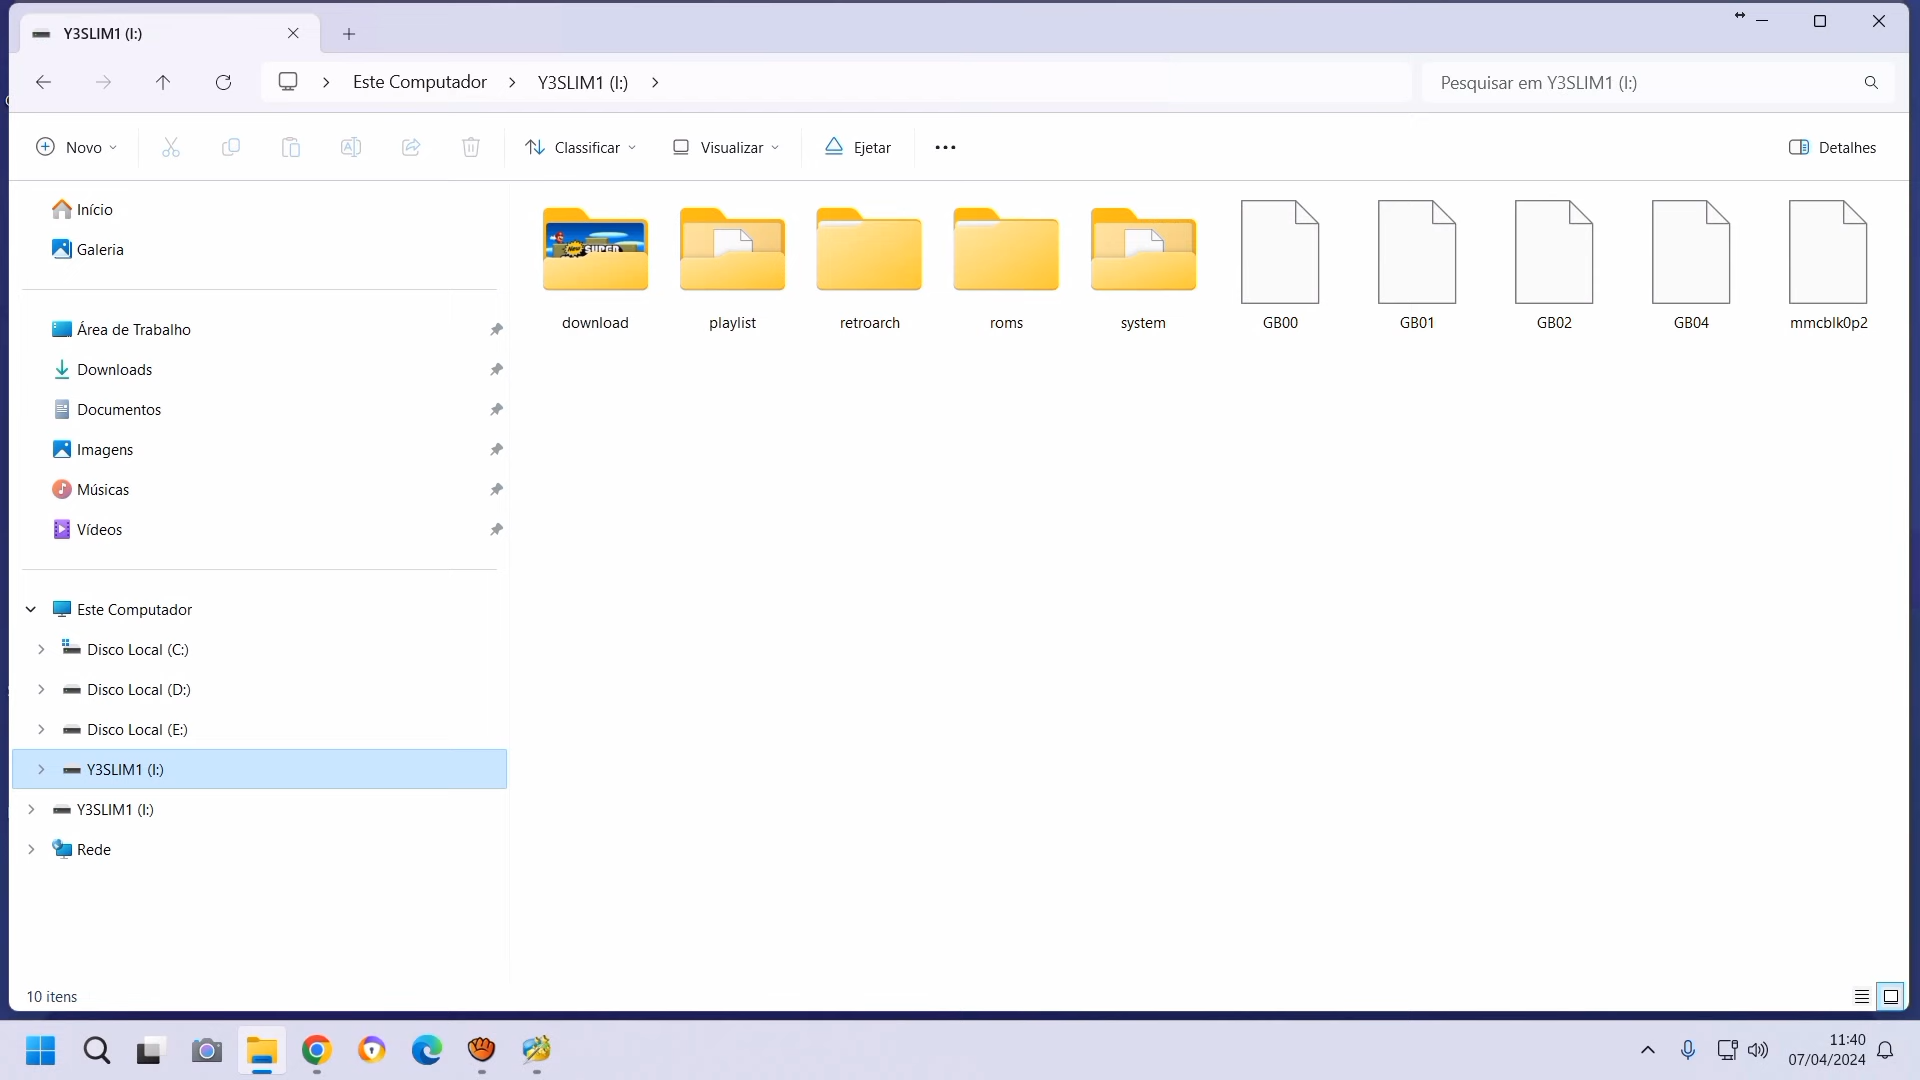 Y3SLIM1 (I:)
Este Computador
Y3SLIM1 (I:)
Pesquisar em Y3SLIM1 (I:)
Novo
Classificar
Visualizar
Ejetar
Detalhes
Início
Galeria
Área de Trabalho
Downloads
Documentos
Imagens
Músicas
Vídeos
Este Computador
Disco Local (C:)
Disco Local (D:)
Disco Local (E:)
Y3SLIM1 (I:)
Y3SLIM1 (I:)
Rede
New SUPER
download
playlist
retroarch
roms
system
GB00
GB01
GB02
GB04
mmcblk0p2
10 itens
11:40
07/04/2024